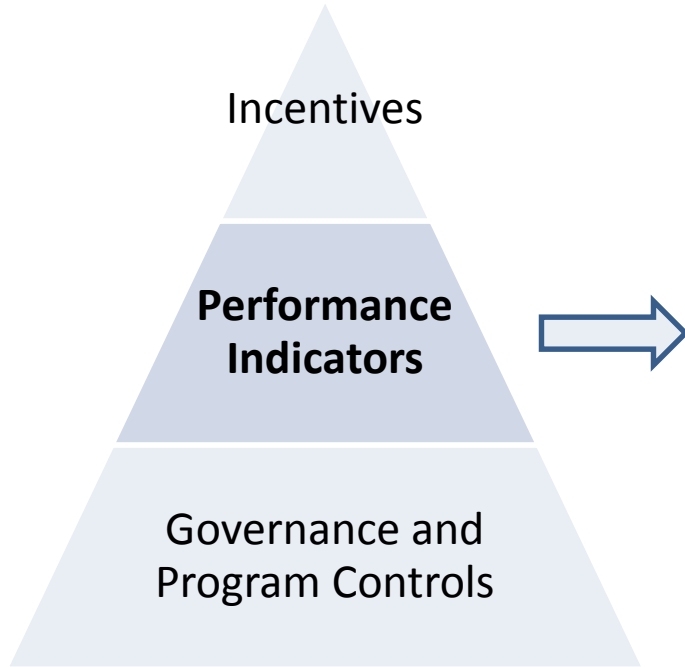 Incentives
Performance
Indicators
Governance and
Program Controls